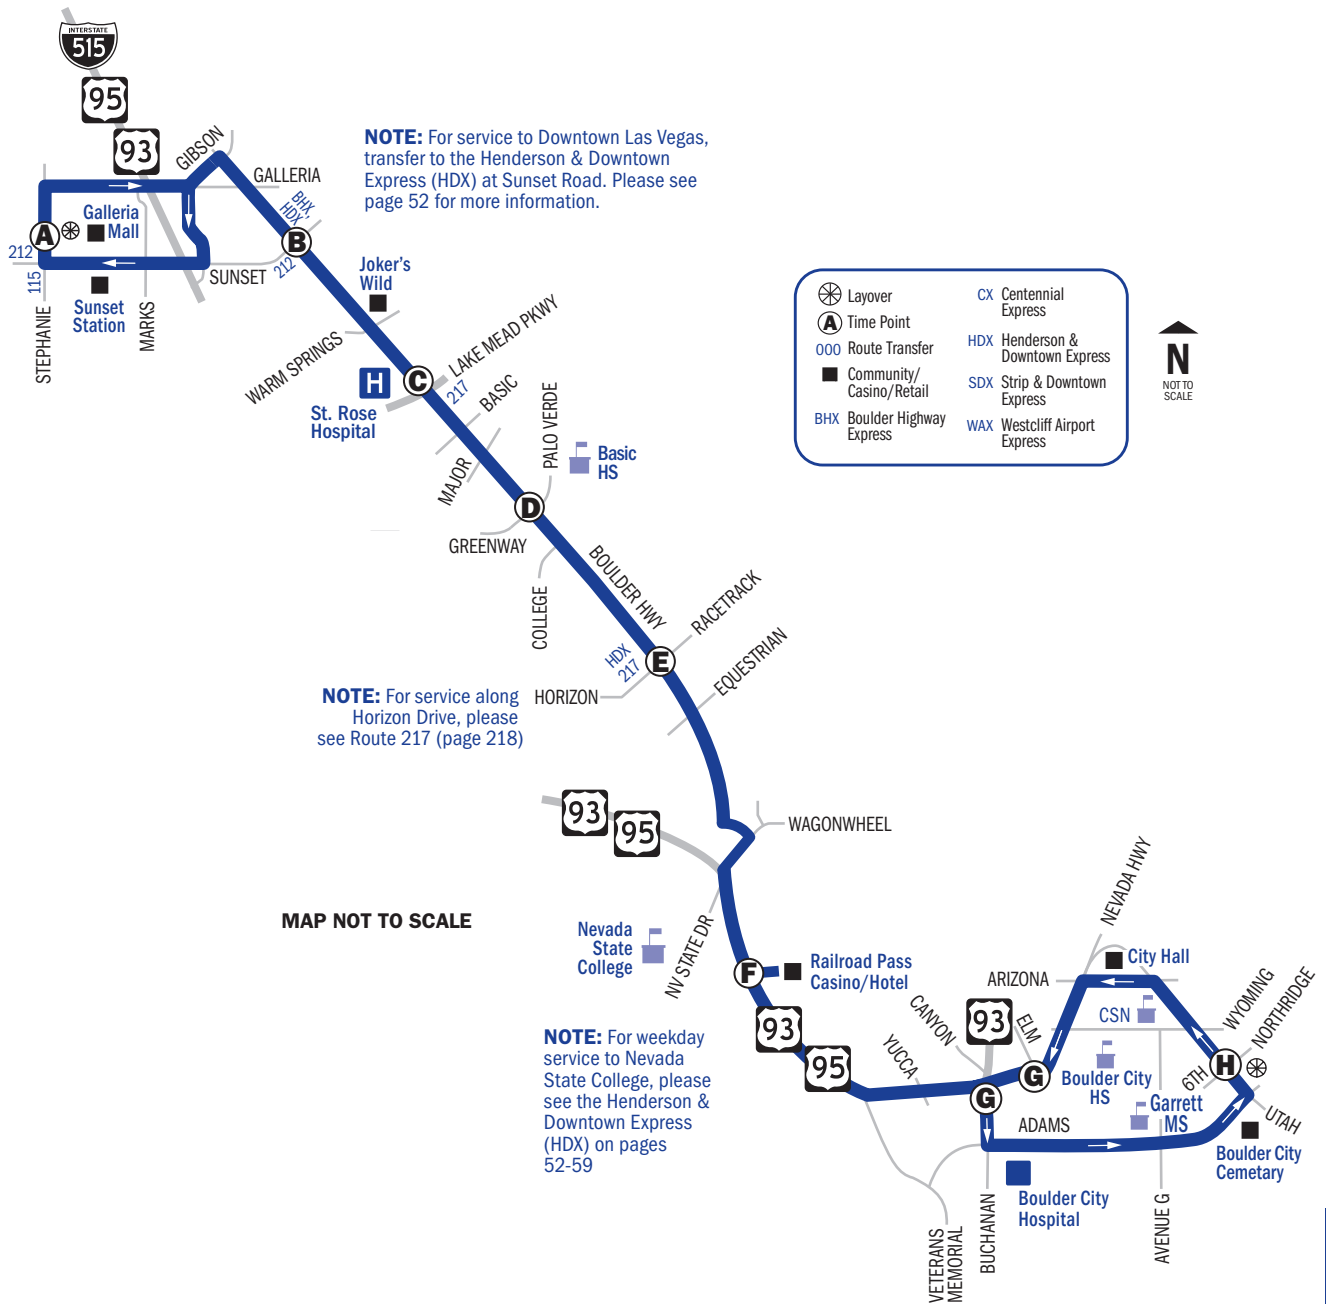 INTERSTATE
515
95
93
GIBSON
GALLERIA
NOTE: For service to Downtown Las Vegas,
transfer to the Henderson & Downtown
Express (HDX) at Sunset Road. Please see
page 52 for more information.
BHX-
HDX
Galleria
Mall
A
B
212
212
115
SUNSET
Sunset
Station
STEPHANIE
MARKS
Joker's
Wild
WARM SPRINGS
LAKE MEAD PKWY
H
C
217
St. Rose
Hospital
BASIC
MAJOR
PALO VERDE
Basic
HS
D
GREENWAY
COLLEGE
BOULDER HWY
RACETRACK
HDX
217
E
EQUESTRIAN
HORIZON
NOTE: For service along
Horizon Drive, please
see Route 217 (page 218)
Layover
A Time Point
000 Route Transfer
Community/
Casino/Retail
BHX Boulder Highway
Express
CX Centennial
Express
HDX Henderson &
Downtown Express
SDX Strip & Downtown
Express
WAX Westcliff Airport
Express
N
NOT TO
SCALE
93
95
WAGONWHEEL
MAP NOT TO SCALE
Nevada
State
College
NV STATE DR
F
Railroad Pass
Casino/Hotel
93
95
NOTE: For weekday
service to Nevada
State College, please
see the Henderson &
Downtown Express
(HDX) on pages
52-59
YUCCA
CANYON
93
ELM
ARIZONA
NEVADA HWY
City Hall
CSN
WYOMING
NORTHRIDGE
G
G
Boulder City
HS
6TH
H
Garrett
MS
ADAMS
UTAH
Boulder City
Cemetary
Boulder City
Hospital
VETERANS
MEMORIAL
BUCHANAN
AVENUE G